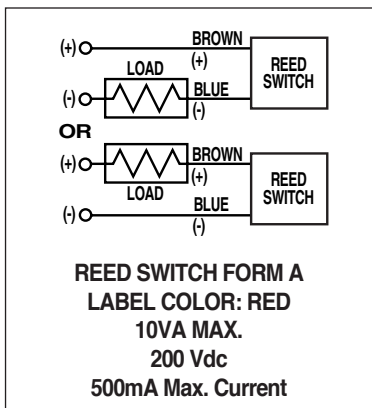 (+) BROWN
(+)
LOAD
REED
SWITCH
(-) BLUE
(-)
OR
(+) BROWN
(+)
LOAD
REED
SWITCH
BLUE
(-)
(-)
REED SWITCH FORM A
LABEL COLOR: RED
10VA MAX.
200 Vdc
500mA Max. Current